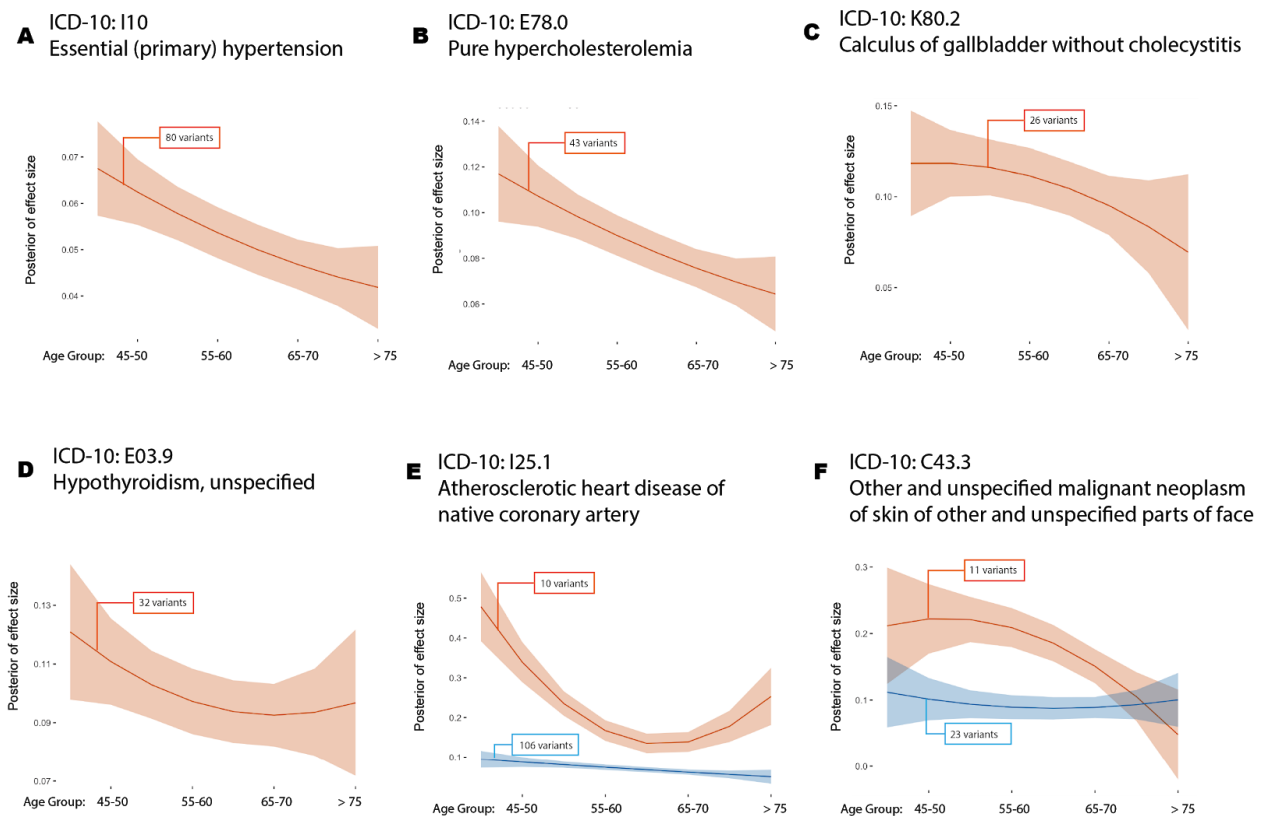 A
ICD-10: I10
Essential (primary) hypertension
Posterior of effect size
80 variants
0.07
0.06
0.05
0.04
Age Group: 45-50 55-60 65-70 > 75
B
ICD-10: E78.0
Pure hypercholesterolemia
Posterior of effect size
43 variants
0.14
0.12
0.10
0.08
0.06
Age Group: 45-50 55-60 65-70 > 75
C
ICD-10: K80.2
Calculus of gallbladder without cholecystitis
Posterior of effect size
26 variants
0.15
0.10
0.05
Age Group: 45-50 55-60 65-70 > 75
D
ICD-10: E03.9
Hypothyroidism, unspecified
Posterior of effect size
32 variants
0.13
0.11
0.09
0.07
Age Group: 45-50 55-60 65-70 > 75
E
ICD-10: I25.1
Atherosclerotic heart disease of
native coronary artery
Posterior of effect size
10 variants
106 variants
0.5
0.4
0.3
0.2
0.1
Age Group: 45-50 55-60 65-70 > 75
F
ICD-10: C43.3
Other and unspecified malignant neoplasm
of skin of other and unspecified parts of face
Posterior of effect size
11 variants
23 variants
0.3
0.2
0.1
0.0
Age Group: 45-50 55-60 65-70 > 75